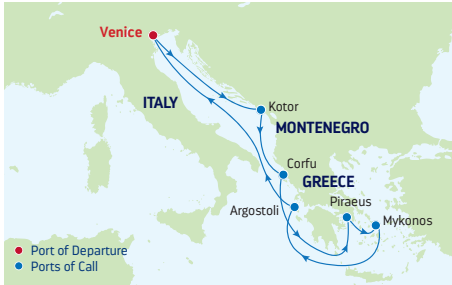 Venice
ITALY
Kotor
MONTENEGRO
Corfu
GREECE
Argostoli
Piraeus
Mykonos
Port of Departure
Ports of Call